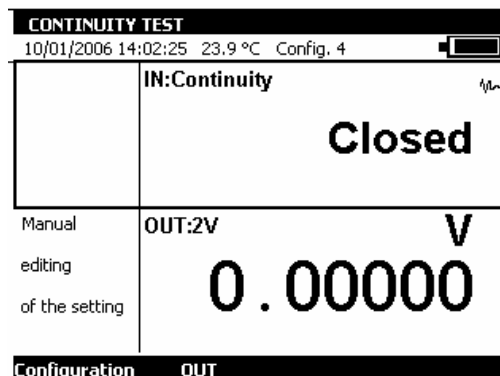 CONTINUITY TEST
10/01/2006 14:02:25 23.9 °C Config. 4
IN:Continuity
Closed
Manual
editing
of the setting
OUT:2V
V
0.00000
Configuration OUT